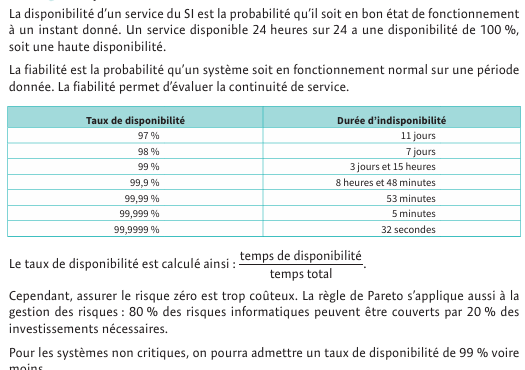 La disponibilité d'un service du SI est la probabilité qu'il soit en bon état de fonctionnement
à un instant donné. Un service disponible 24 heures sur 24 a une disponibilité de 100 %,
soit une haute disponibilité.
La fiabilité est la probabilité qu'un système soit en fonctionnement normal sur une période
donnée. La fiabilité permet d'évaluer la continuité de service.
Taux de disponibilité Durée d'indisponibilité
97 % 11 jours
98 % 7 jours
99 % 3 jours et 15 heures
99,9 % 8 heures et 48 minutes
99,99 % 53 minutes
99,999 % 5 minutes
99,9999 % 32 secondes
Le taux de disponibilité est calculé ainsi : temps de disponibilité / temps total.
Cependant, assurer le risque zéro est trop coûteux. La règle de Pareto s'applique aussi à la
gestion des risques : 80 % des risques informatiques peuvent être couverts par 20 % des
investissements nécessaires.
Pour les systèmes non critiques, on pourra admettre un taux de disponibilité de 99 % voire
moins